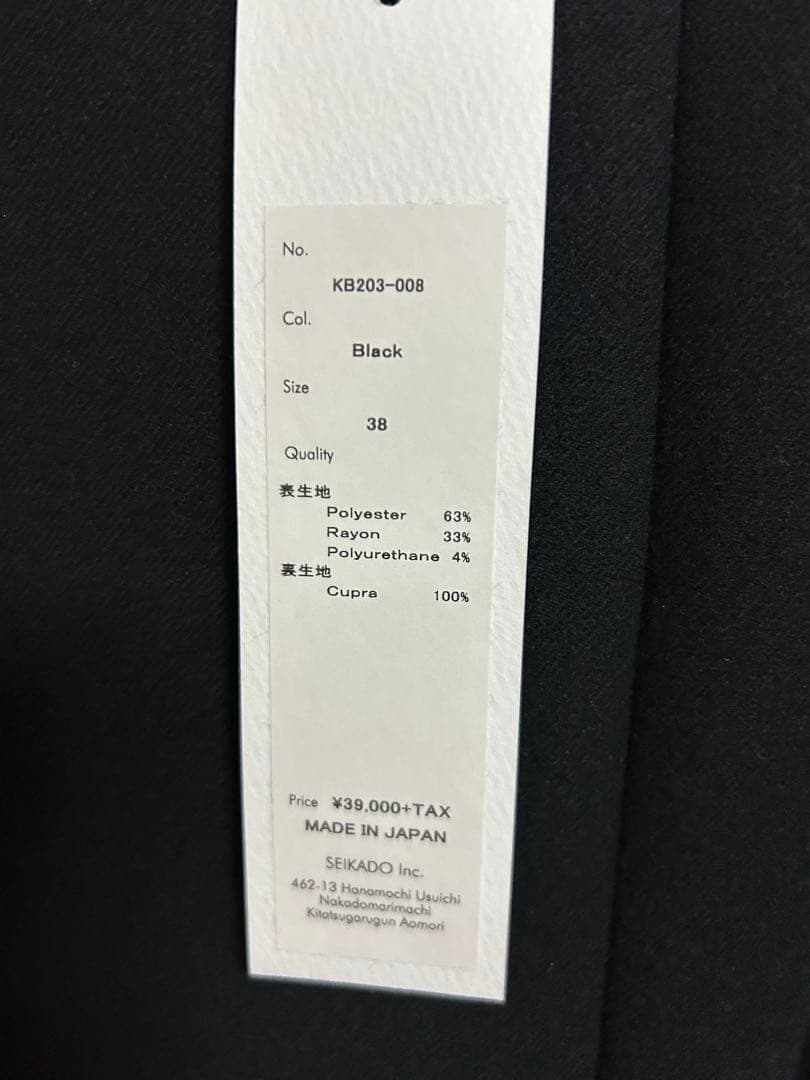 No.
KB203-008
Col.
Black
Size
38
Quality
表生地
Polyester 63%
Rayon 33%
Polyurethane 4%
裏生地
Cupra 100%
Price ¥39,000+TAX
MADE IN JAPAN
SEIKADO Inc.
462-13 Hanamochi Usuichi
Nakadomarimachi
Kitatsugarugun Aomori